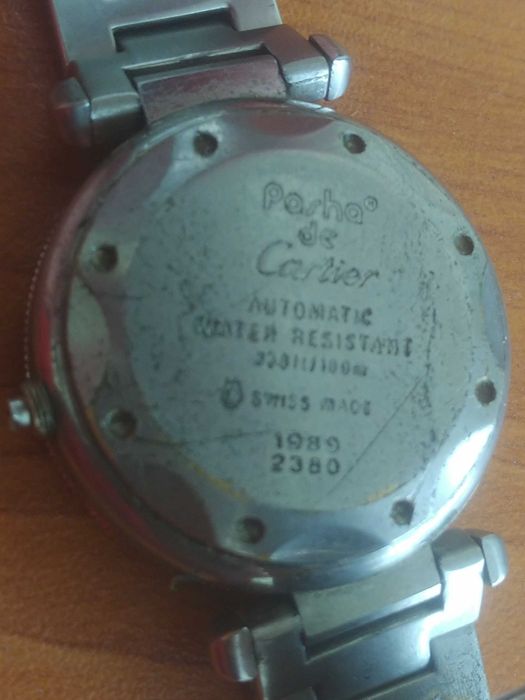 Pasha®
de
Cartier
AUTOMATIC
WATER RESISTANT
330ft/100m
SWISS MADE
1989
2380